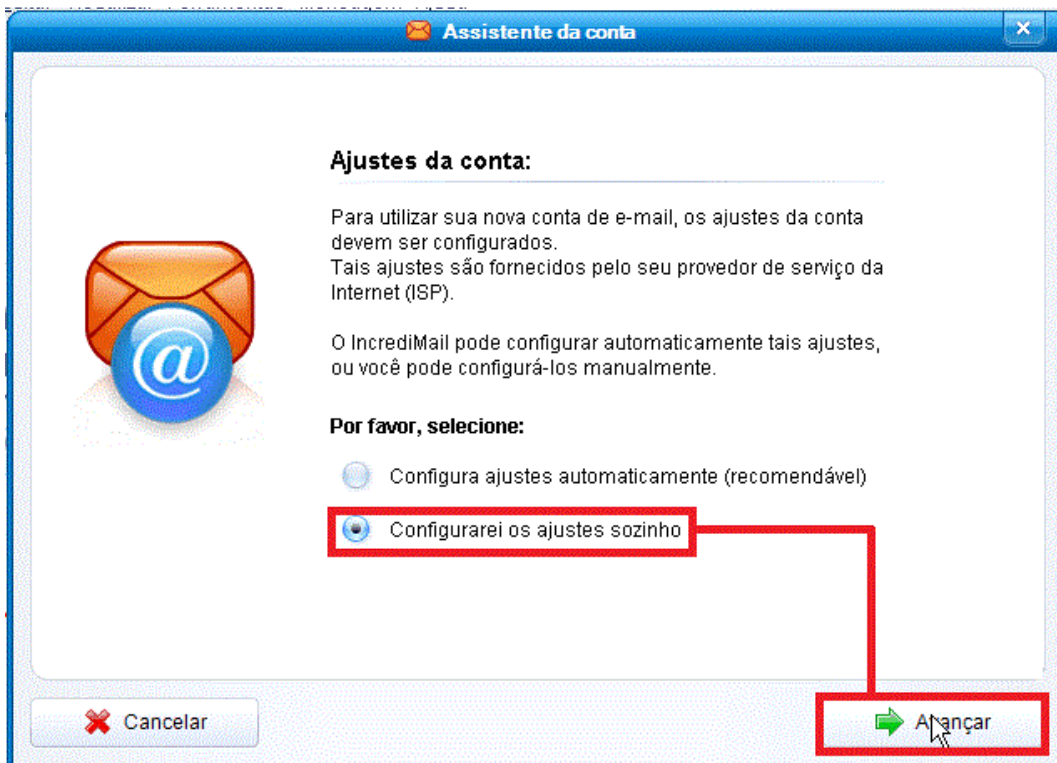 Assistente da conta
Ajustes da conta:
Para utilizar sua nova conta de e-mail, os ajustes da conta
devem ser configurados.
Tais ajustes são fornecidos pelo seu provedor de serviço da
Internet (ISP).
O IncrediMail pode configurar automaticamente tais ajustes,
ou você pode configurá-los manualmente.
Por favor, selecione:
Configura ajustes automaticamente (recomendável)
Configurarei os ajustes sozinho
Cancelar
Avançar